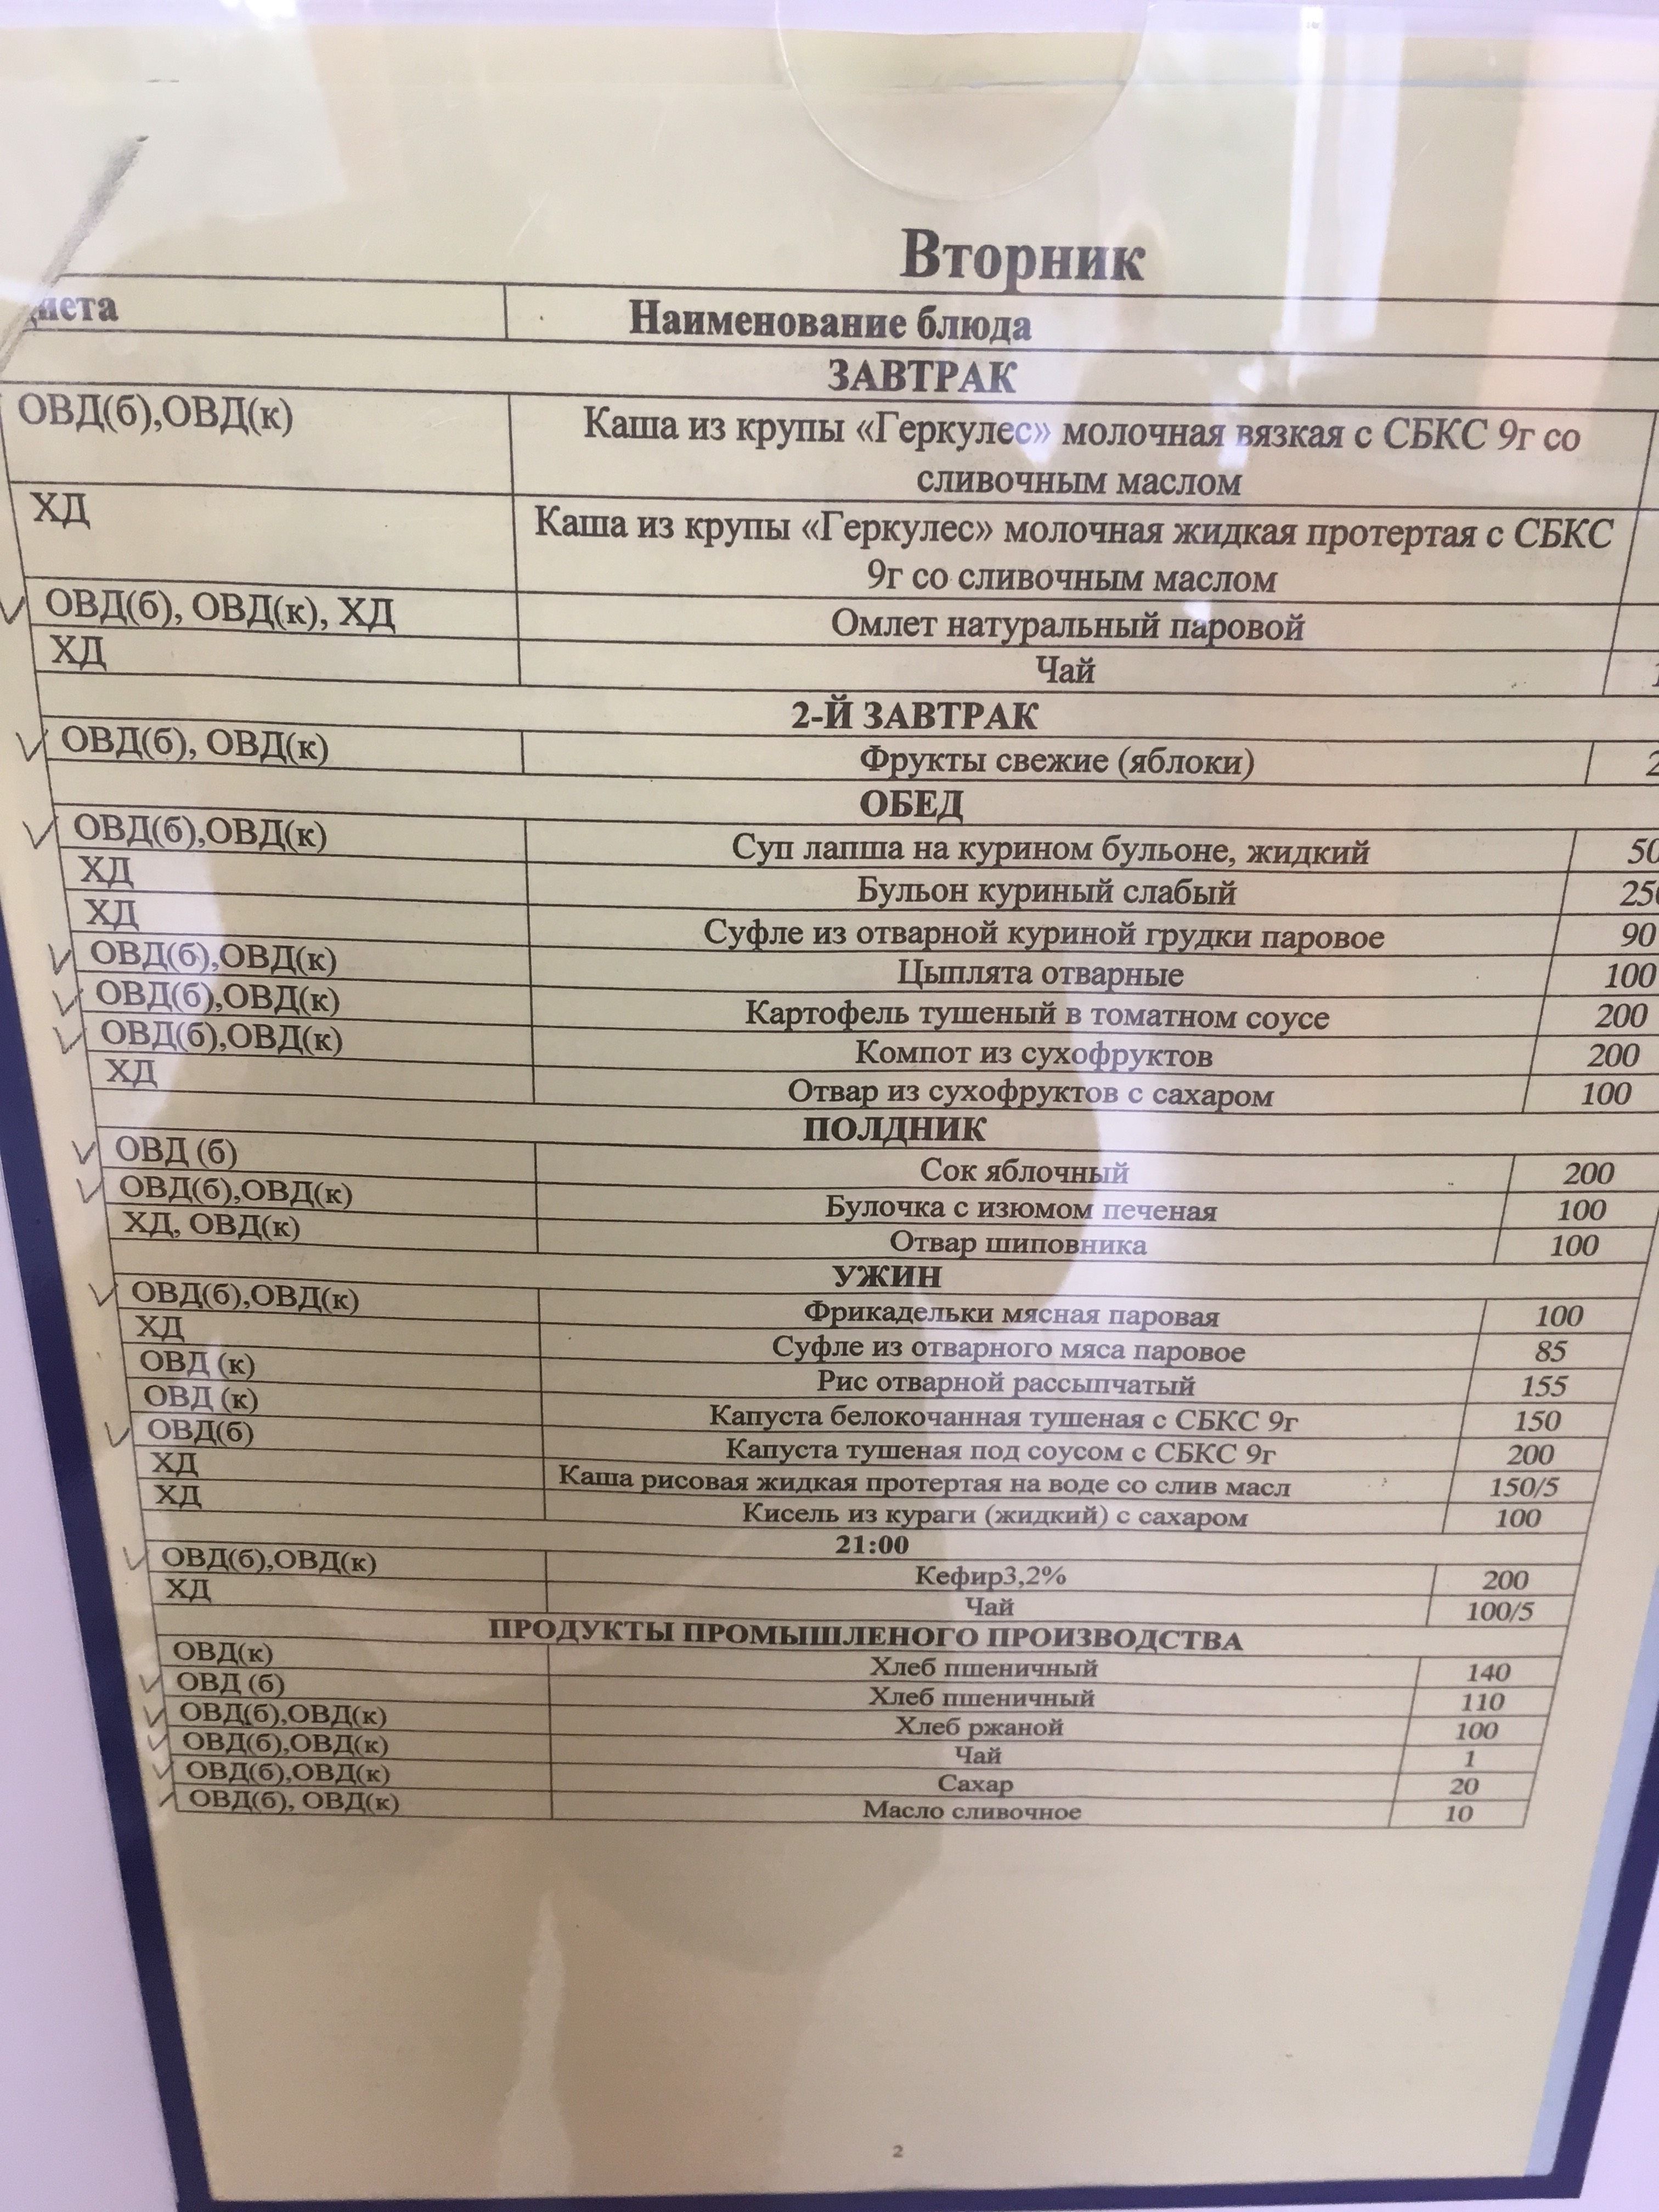 Вторник
диета Наименование блюда
ЗАВТРАК
ОВД(б),ОВД(к) Каша из крупы «Геркулес» молочная вязкая с СБКС 9г со
сливочным маслом
ХД Каша из крупы «Геркулес» молочная жидкая протертая с СБКС
9г со сливочным маслом
ОВД(б), ОВД(к), ХД Омлет натуральный паровой
ХД Чай
2-Й ЗАВТРАК
ОВД(б), ОВД(к) Фрукты свежие (яблоки)
ОБЕД
ОВД(б),ОВД(к) Суп лапша на курином бульоне, жидкий 50
ХД Бульон куриный слабый 250
ХД Суфле из отварной куриной грудки паровое 90
ОВД(б),ОВД(к) Цыплята отварные 100
ОВД(б),ОВД(к) Картофель тушеный в томатном соусе 200
ОВД(б),ОВД(к) Компот из сухофруктов 200
ХД Отвар из сухофруктов с сахаром 100
ПОЛДНИК
ОВД (б) Сок яблочный 200
ОВД(б),ОВД(к) Булочка с изюмом печеная 100
ХД, ОВД(к) Отвар шиповника 100
УЖИН
ОВД(б),ОВД(к) Фрикадельки мясная паровая 100
ХД Суфле из отварного мяса паровое 85
ОВД (к) Рис отварной рассыпчатый 155
ОВД (к) Капуста белокочанная тушеная с СБКС 9г 150
ОВД(б) Капуста тушеная под соусом с СБКС 9г 200
ХД Каша рисовая жидкая протертая на воде со слив масл 150/5
ХД Кисель из кураги (жидкий) с сахаром 100
21:00
ОВД(б),ОВД(к) Кефир3,2% 200
ХД Чай 100/5
ПРОДУКТЫ ПРОМЫШЛЕНОГО ПРОИЗВОДСТВА
ОВД(к) Хлеб пшеничный 140
ОВД (б) Хлеб пшеничный 110
ОВД(б),ОВД(к) Хлеб ржаной 100
ОВД(б),ОВД(к) Чай 1
ОВД(б),ОВД(к) Сахар 20
ОВД(б), ОВД(к) Масло сливочное 10
2